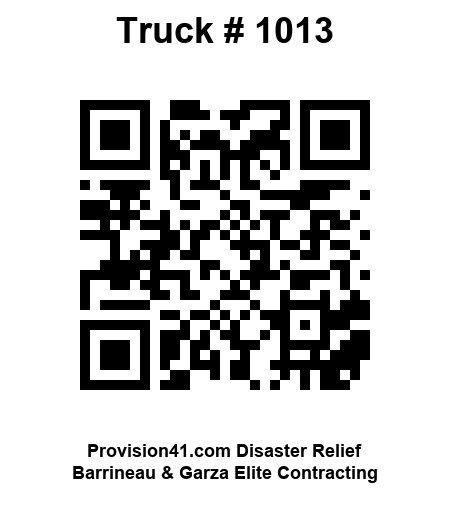 Truck # 1013
Provision41.com Disaster Relief
Barrineau & Garza Elite Contracting